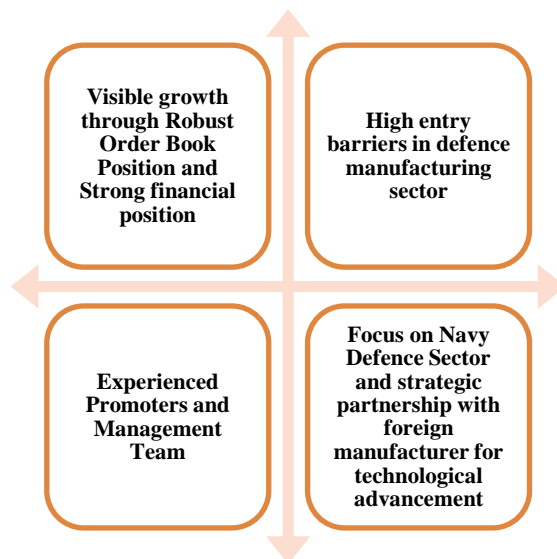 Visible growth
through Robust
Order Book
Position and
Strong financial
position
High entry
barriers in defence
manufacturing
sector
Experienced
Promoters and
Management
Team
Focus on Navy
Defence Sector
and strategic
partnership with
foreign
manufacturer for
technological
advancement